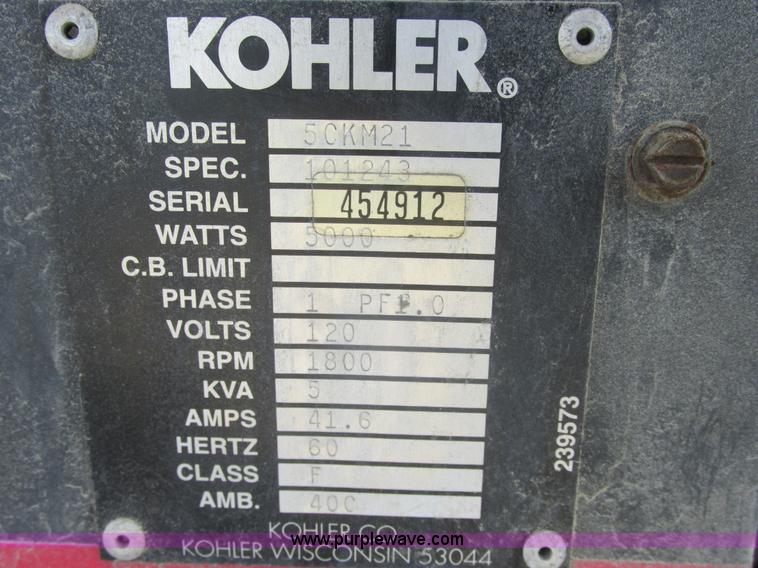 KOHLER®
MODEL 5CKM21
SPEC. 101243
SERIAL 454912
WATTS 5000
C.B. LIMIT
PHASE 1 PF1.0
VOLTS 120
RPM 1800
KVA 5
AMPS 41.6
HERTZ 60
CLASS F
AMB. 40C
239573
KOHLER CO.
KOHLER WISCONSIN 53044
www.purplewave.com